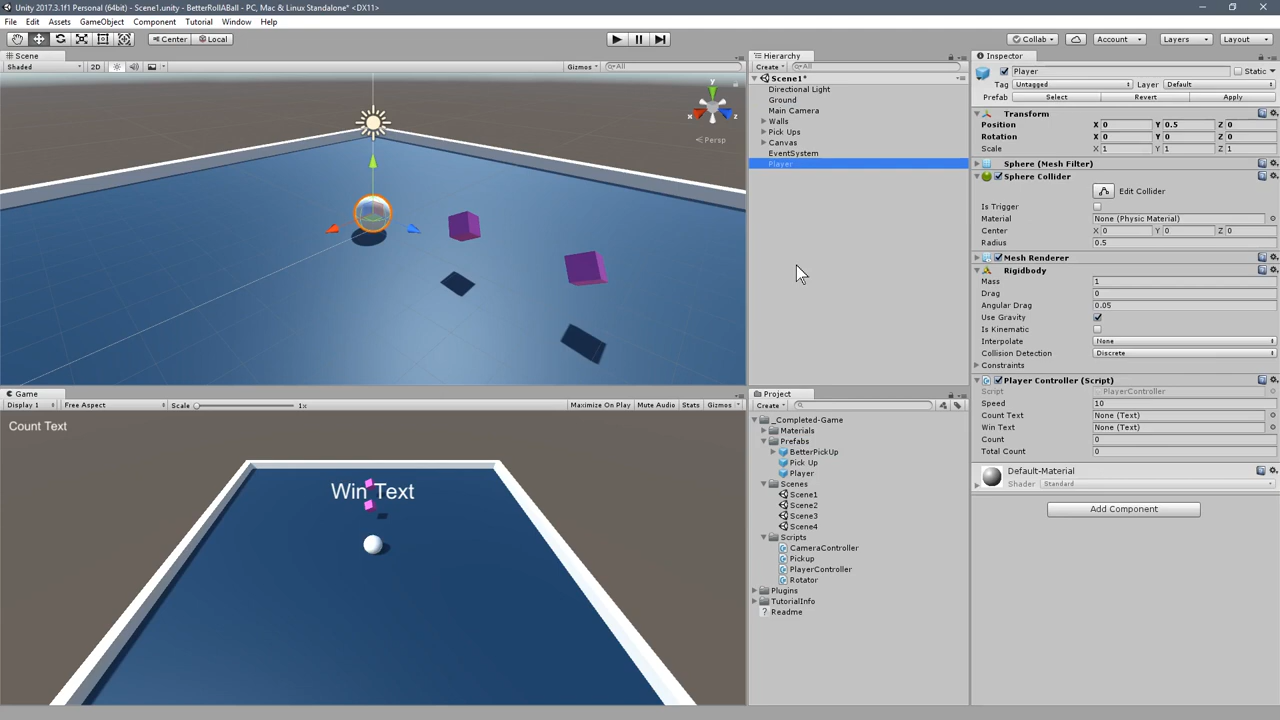 Unity 2017.3.1f1 Personal (64bit) - Scene1.unity - BetterRollABall - PC, Mac & Linux Standalone* <DX11>
File Edit Assets GameObject Component Tutorial Window Help
Center Local Collab Account Layers Layout
Scene
Shaded 2D Gizmos All
y
x z
Persp
Game
Display 1 Free Aspect Scale 1x Maximize On Play Mute Audio Stats Gizmos
Count Text
Win Text
Hierarchy
Create All
Scene1*
Directional Light
Ground
Main Camera
Walls
Pick Ups
Canvas
EventSystem
Player
Project
Create
_Completed-Game
Materials
Prefabs
BetterPickUp
Pick Up
Player
Scenes
Scene1
Scene2
Scene3
Scene4
Scripts
CameraController
Pickup
PlayerController
Rotator
Plugins
TutorialInfo
Readme
Inspector
Player Static
Tag Untagged Layer Default
Prefab Select Revert Apply
Transform
Position X 0 Y 0.5 Z 0
Rotation X 0 Y 0 Z 0
Scale X 1 Y 1 Z 1
Sphere (Mesh Filter)
Sphere Collider
Edit Collider
Is Trigger
Material None (Physic Material)
Center X 0 Y 0 Z 0
Radius 0.5
Mesh Renderer
Rigidbody
Mass 1
Drag 0
Angular Drag 0.05
Use Gravity
Is Kinematic
Interpolate None
Collision Detection Discrete
Constraints
Player Controller (Script)
Script PlayerController
Speed 10
Count Text None (Text)
Win Text None (Text)
Count 0
Total Count 0
Default-Material
Shader Standard
Add Component